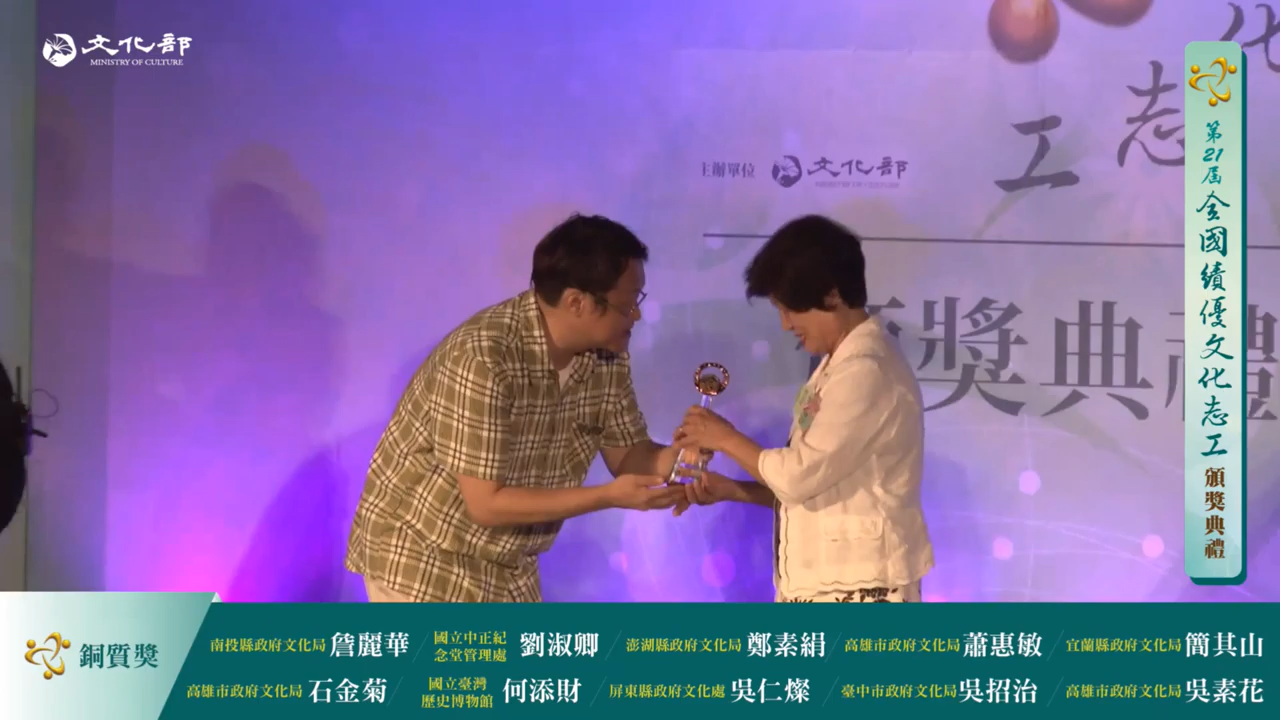 文化部
MINISTRY OF CULTURE
主辦單位 文化部
MINISTRY OF CULTURE
志工
獎典禮
第21屆全國績優文化志工頒獎典禮
銅質獎
南投縣政府文化局 詹麗華
國立中正紀念堂管理處 劉淑卿
澎湖縣政府文化局 鄭素絹
高雄市政府文化局 蕭惠敏
宜蘭縣政府文化局 簡其山
高雄市政府文化局 石金菊
國立臺灣歷史博物館 何添財
屏東縣政府文化處 吳仁燦
臺中市政府文化局 吳招治
高雄市政府文化局 吳素花